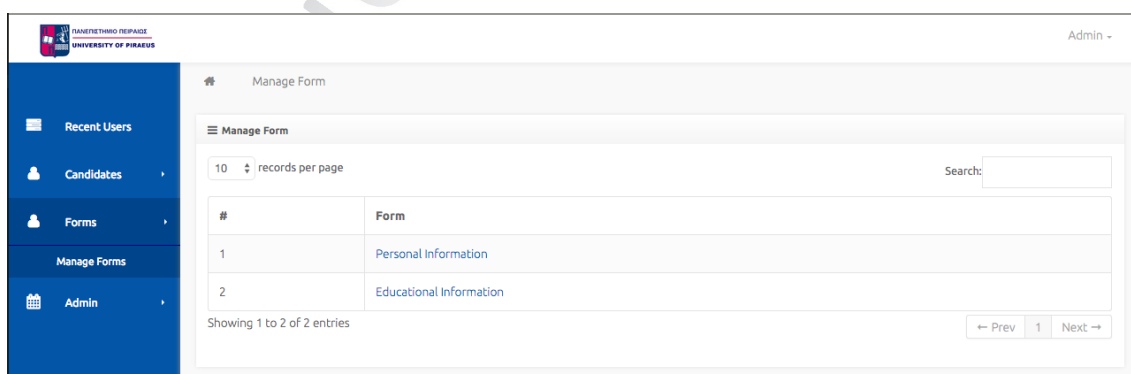 ΠΑΝΕΠΙΣΤΗΜΙΟ ΠΕΙΡΑΙΩΣ
UNIVERSITY OF PIRAEUS
Admin
Manage Form
Recent Users
Candidates
Forms
Manage Forms
Admin
Manage Form
10 records per page
Search:
# Form
1 Personal Information
2 Educational Information
Showing 1 to 2 of 2 entries
← Prev 1 Next →